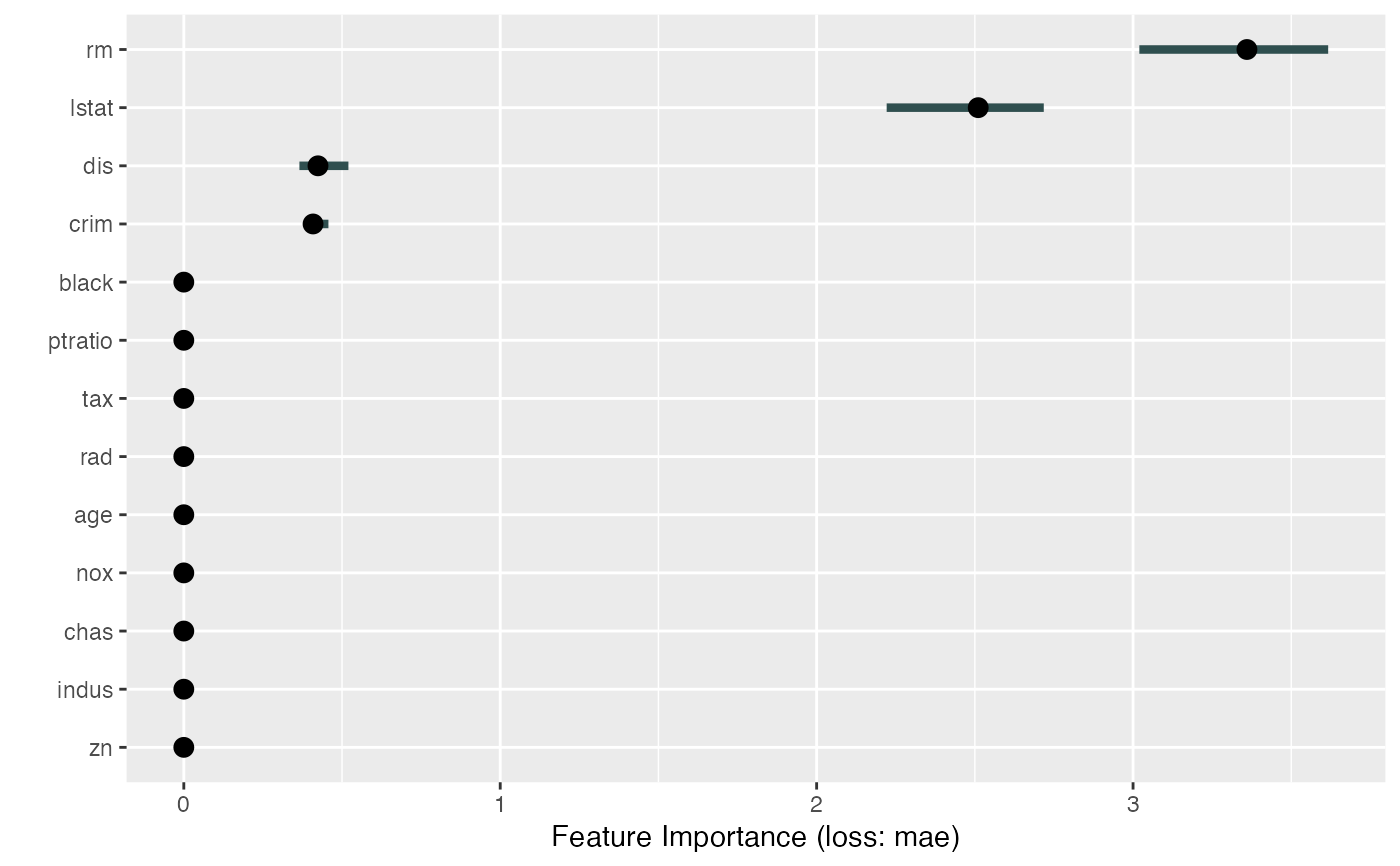 rm
lstat
dis
crim
black
ptratio
tax
rad
age
nox
chas
indus
zn
0 1 2 3
Feature Importance (loss: mae)